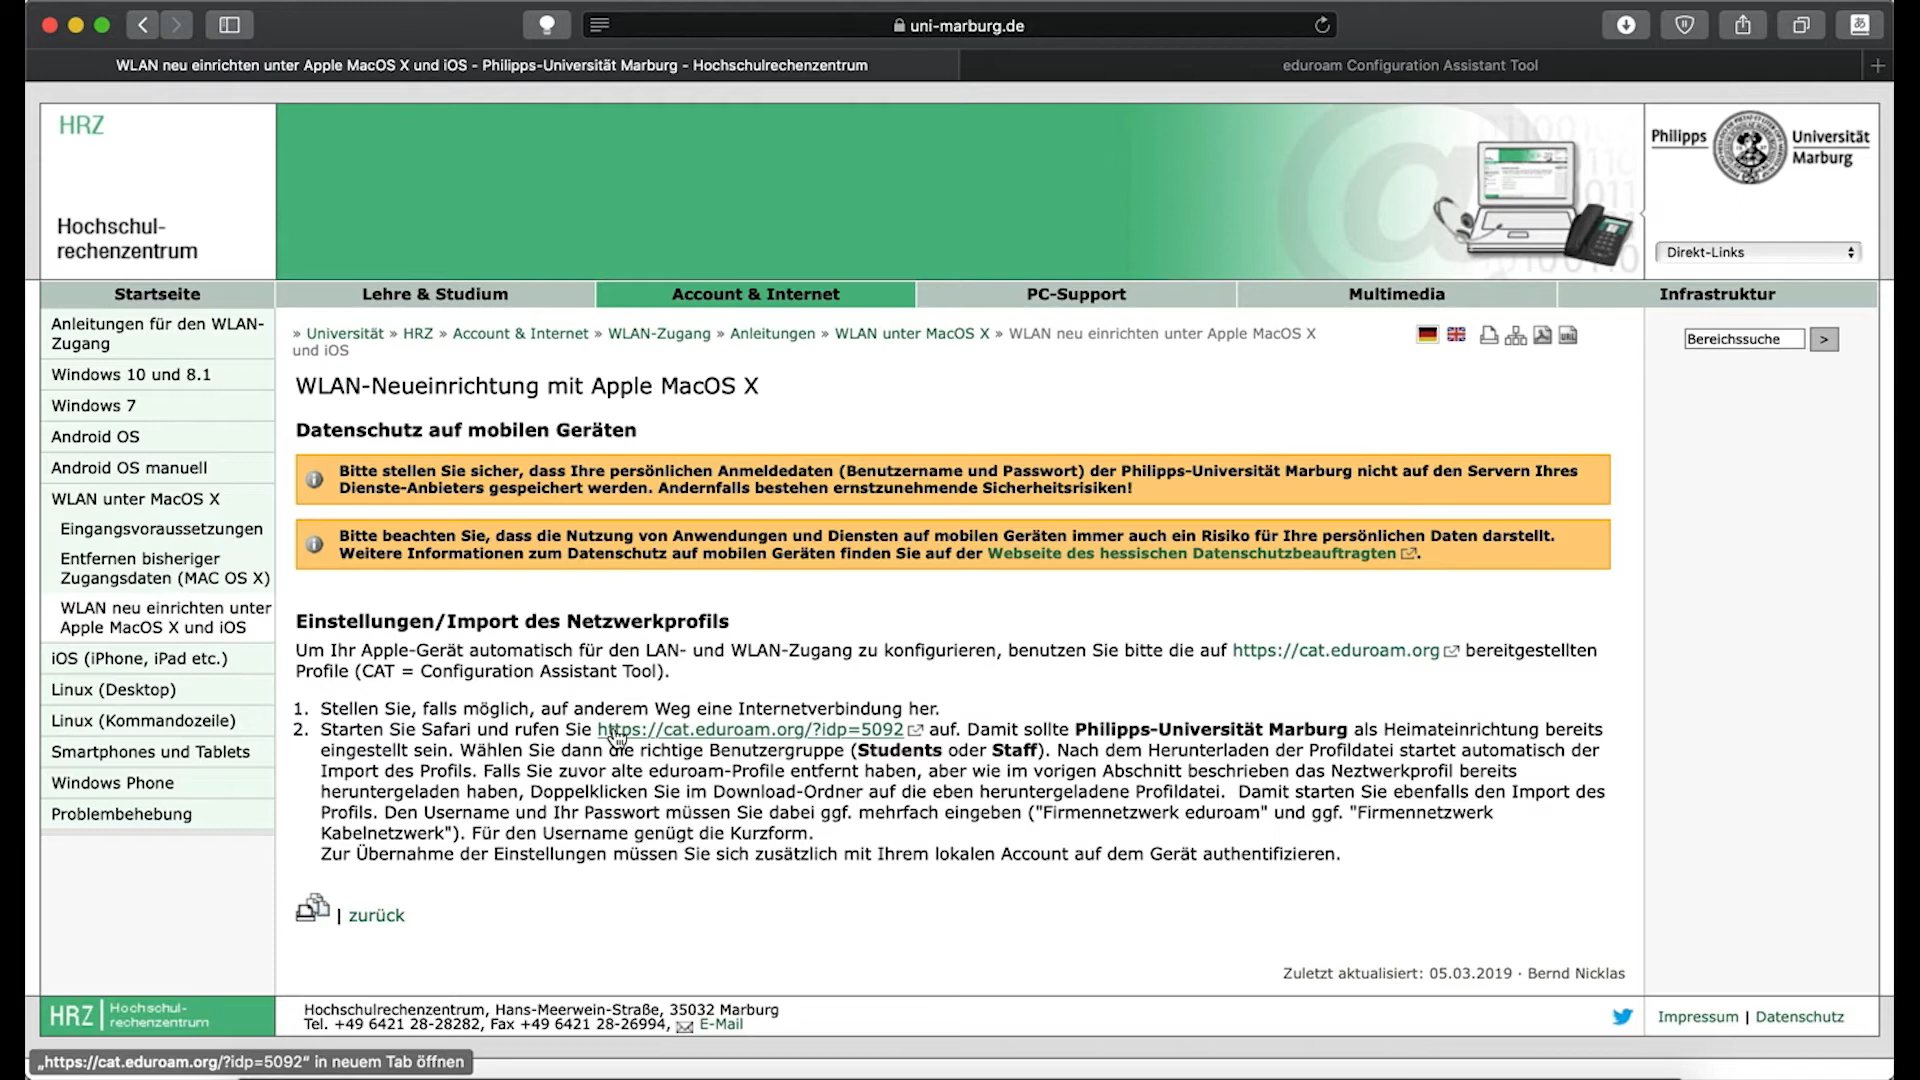 uni-marburg.de
WLAN neu einrichten unter Apple MacOS X und iOS - Philipps-Universität Marburg - Hochschulrechenzentrum
eduroam Configuration Assistant Tool
HRZ
Hochschul-
rechenzentrum
Philipps Universität
Marburg
Direkt-Links
Startseite
Lehre & Studium
Account & Internet
PC-Support
Multimedia
Infrastruktur
Anleitungen für den WLAN-
Zugang
Windows 10 und 8.1
Windows 7
Android OS
Android OS manuell
WLAN unter MacOS X
Eingangsvoraussetzungen
Entfernen bisheriger
Zugangsdaten (MAC OS X)
WLAN neu einrichten unter
Apple MacOS X und iOS
iOS (iPhone, iPad etc.)
Linux (Desktop)
Linux (Kommandozeile)
Smartphones und Tablets
Windows Phone
Problembehebung
» Universität » HRZ » Account & Internet » WLAN-Zugang » Anleitungen » WLAN unter MacOS X » WLAN neu einrichten unter Apple MacOS X
und iOS
Bereichssuche >
WLAN-Neueinrichtung mit Apple MacOS X
Datenschutz auf mobilen Geräten
Bitte stellen Sie sicher, dass Ihre persönlichen Anmeldedaten (Benutzername und Passwort) der Philipps-Universität Marburg nicht auf den Servern Ihres
Dienste-Anbieters gespeichert werden. Andernfalls bestehen ernstzunehmende Sicherheitsrisiken!
Bitte beachten Sie, dass die Nutzung von Anwendungen und Diensten auf mobilen Geräten immer auch ein Risiko für Ihre persönlichen Daten darstellt.
Weitere Informationen zum Datenschutz auf mobilen Geräten finden Sie auf der Webseite des hessischen Datenschutzbeauftragten.
Einstellungen/Import des Netzwerkprofils
Um Ihr Apple-Gerät automatisch für den LAN- und WLAN-Zugang zu konfigurieren, benutzen Sie bitte die auf https://cat.eduroam.org bereitgestellten
Profile (CAT = Configuration Assistant Tool).
1. Stellen Sie, falls möglich, auf anderem Weg eine Internetverbindung her.
2. Starten Sie Safari und rufen Sie https://cat.eduroam.org/?idp=5092 auf. Damit sollte Philipps-Universität Marburg als Heimateinrichtung bereits
eingestellt sein. Wählen Sie dann die richtige Benutzergruppe (Students oder Staff). Nach dem Herunterladen der Profildatei startet automatisch der
Import des Profils. Falls Sie zuvor alte eduroam-Profile entfernt haben, aber wie im vorigen Abschnitt beschrieben das Neztwerkprofil bereits
heruntergeladen haben, Doppelklicken Sie im Download-Ordner auf die eben heruntergeladene Profildatei. Damit starten Sie ebenfalls den Import des
Profils. Den Username und Ihr Passwort müssen Sie dabei ggf. mehrfach eingeben ("Firmennetzwerk eduroam" und ggf. "Firmennetzwerk
Kabelnetzwerk"). Für den Username genügt die Kurzform.
Zur Übernahme der Einstellungen müssen Sie sich zusätzlich mit Ihrem lokalen Account auf dem Gerät authentifizieren.
| zurück
Zuletzt aktualisiert: 05.03.2019 · Bernd Nicklas
HRZ | Hochschul-
rechenzentrum
Hochschulrechenzentrum, Hans-Meerwein-Straße, 35032 Marburg
Tel. +49 6421 28-28282, Fax +49 6421 28-26994, E-Mail
Impressum | Datenschutz
„https://cat.eduroam.org/?idp=5092“ in neuem Tab öffnen